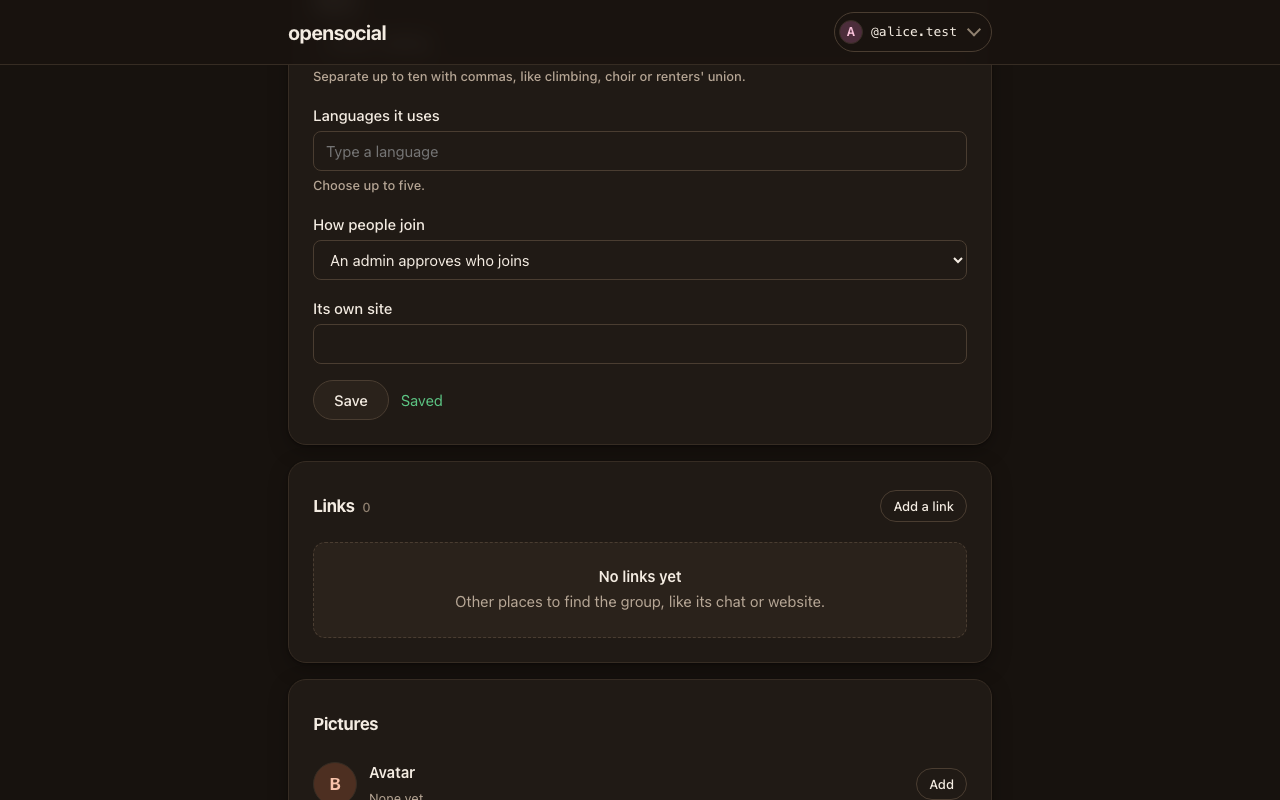 opensocial
A
@alice.test
Separate up to ten with commas, like climbing, choir or renters' union.
Languages it uses
Type a language
Choose up to five.
How people join
An admin approves who joins
Its own site
Save
Saved
Links 0
Add a link
No links yet
Other places to find the group, like its chat or website.
Pictures
B
Avatar
None yet
Add